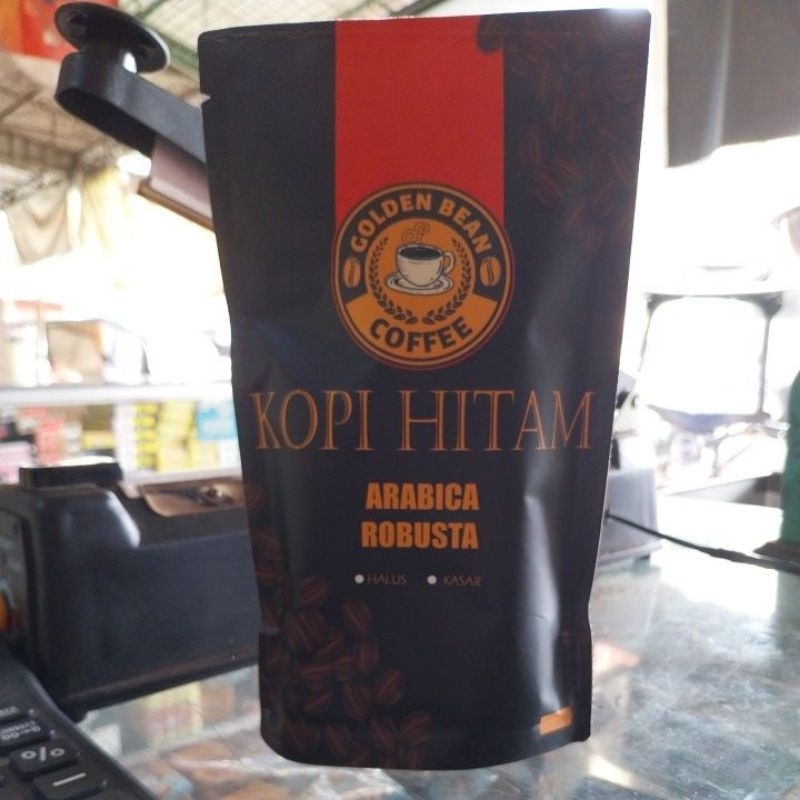 GOLDEN BEAN
COFFEE
KOPI HITAM
ARABICA
ROBUSTA
HALUS KASAR
%